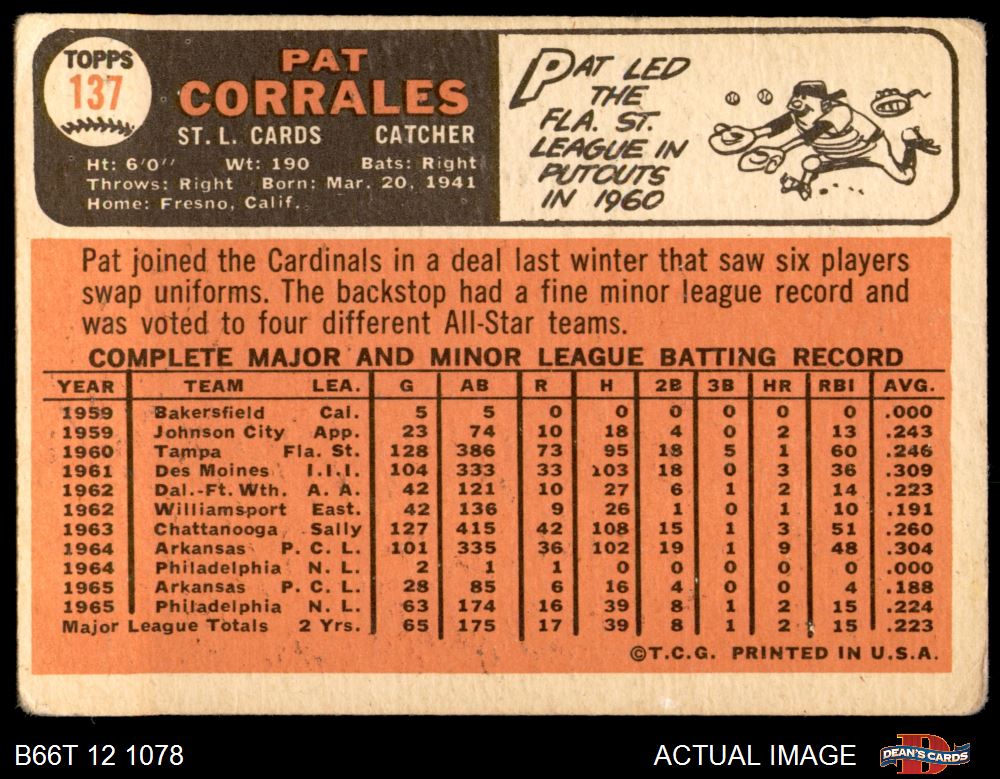 TOPPS
137
PAT
CORRALES
ST. L. CARDS CATCHER
Ht: 6'0'' Wt: 190 Bats: Right
Throws: Right Born: Mar. 20, 1941
Home: Fresno, Calif.
PAT LED
THE
FLA. ST.
LEAGUE IN
PUTOUTS
IN 1960
Pat joined the Cardinals in a deal last winter that saw six players
swap uniforms. The backstop had a fine minor league record and
was voted to four different All-Star teams.
COMPLETE MAJOR AND MINOR LEAGUE BATTING RECORD
YEAR TEAM LEA. G AB R H 2B 3B HR RBI AVG.
1959 Bakersfield Cal. 5 5 0 0 0 0 0 0 .000
1959 Johnson City App. 23 74 10 18 4 0 2 13 .243
1960 Tampa Fla. St. 128 386 73 95 18 5 1 60 .246
1961 Des Moines I.I.I. 104 333 33 103 18 0 3 36 .309
1962 Dal.-Ft. Wth. A. A. 42 121 10 27 6 1 2 14 .223
1962 Williamsport East. 42 136 9 26 1 0 1 10 .191
1963 Chattanooga Sally 127 415 42 108 15 1 3 51 .260
1964 Arkansas P. C. L. 101 335 36 102 19 1 9 48 .304
1964 Philadelphia N. L. 2 1 1 0 0 0 0 0 .000
1965 Arkansas P. C. L. 28 85 6 16 4 0 0 4 .188
1965 Philadelphia N. L. 63 174 16 39 8 1 2 15 .224
Major League Totals 2 Yrs. 65 175 17 39 8 1 2 15 .223
©T.C.G. PRINTED IN U.S.A.
B66T 12 1078 ACTUAL IMAGE DEAN'S CARDS